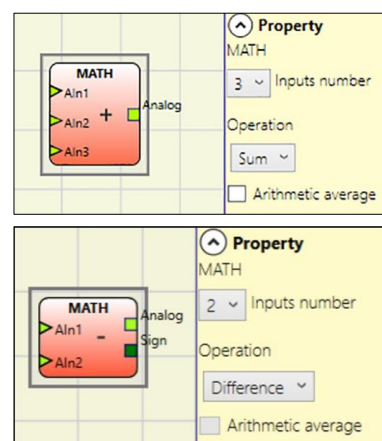 MATH
AIn1
AIn2
AIn3
+
Analog
Property
MATH
3 Inputs number
Operation
Sum
Arithmetic average
MATH
AIn1
AIn2
-
Analog
Sign
Property
MATH
2 Inputs number
Operation
Difference
Arithmetic average